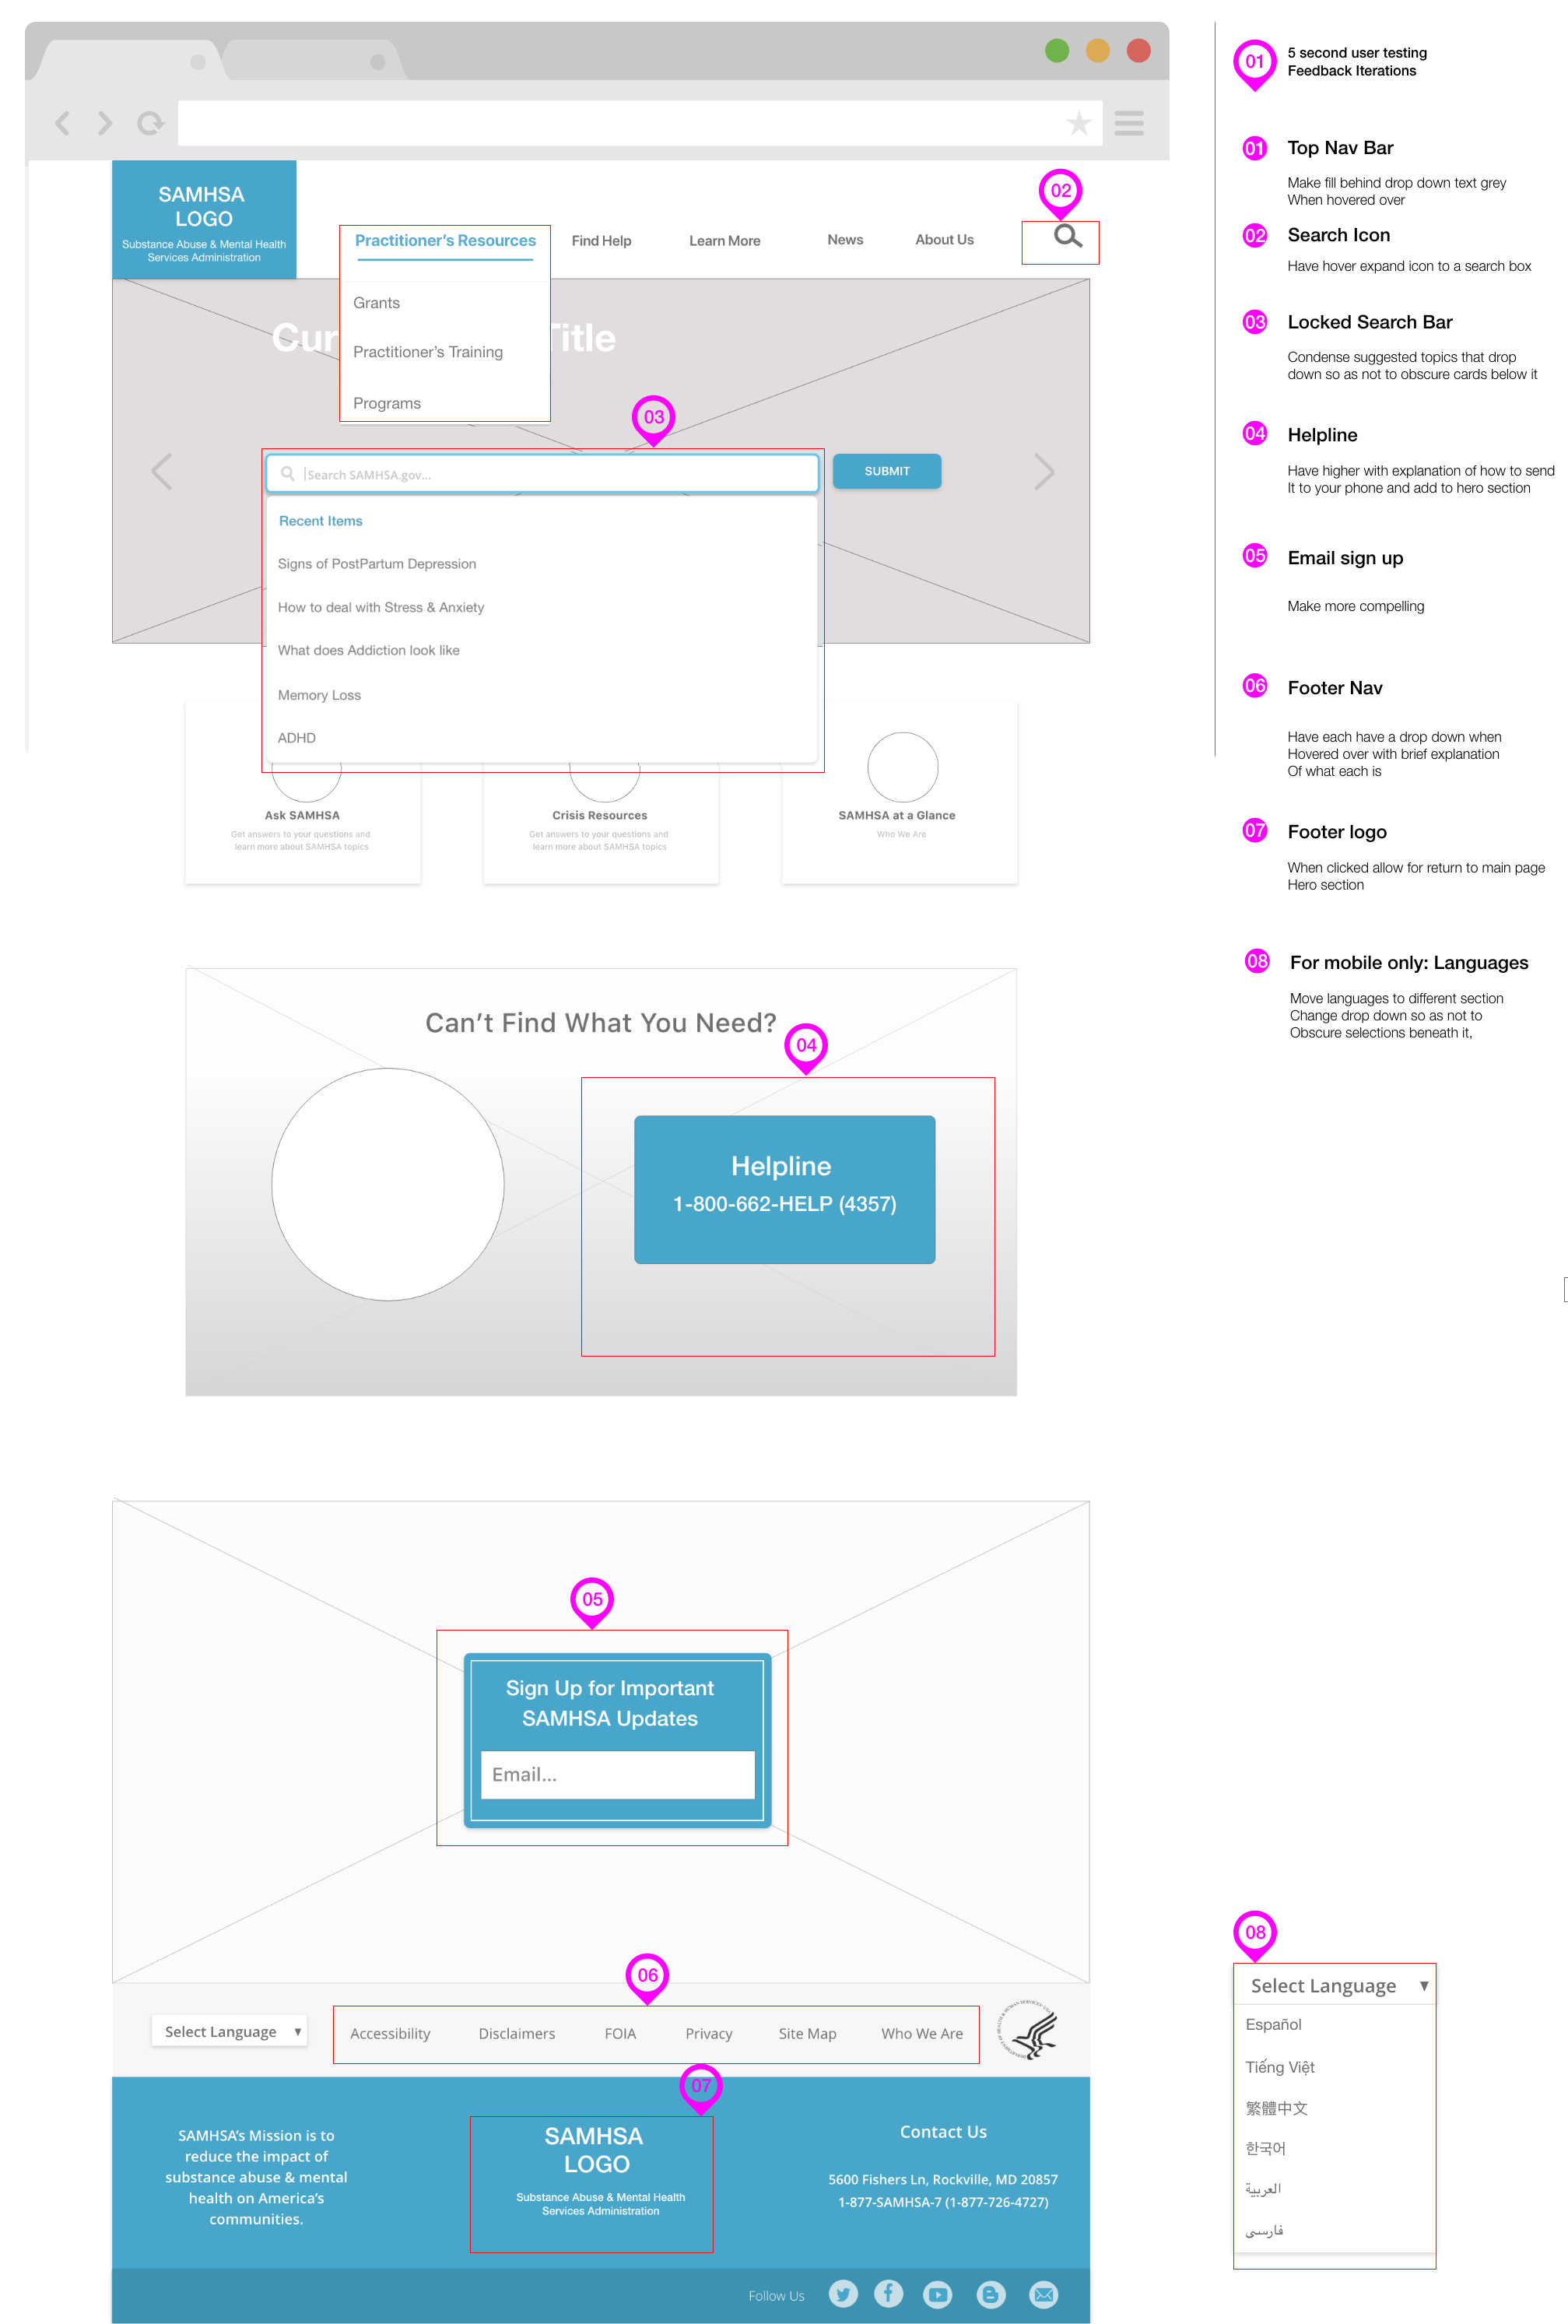 01
5 second user testing
Feedback Iterations
01
Top Nav Bar
Make fill behind drop down text grey
When hovered over
02
Search Icon
Have hover expand icon to a search box
03
Locked Search Bar
Condense suggested topics that drop
down so as not to obscure cards below it
04
Helpline
Have higher with explanation of how to send
It to your phone and add to hero section
05
Email sign up
Make more compelling
06
Footer Nav
Have each have a drop down when
Hovered over with brief explanation
Of what each is
07
Footer logo
When clicked allow for return to main page
Hero section
08
For mobile only: Languages
Move languages to different section
Change drop down so as not to
Obscure selections beneath it,
SAMHSA
LOGO
Substance Abuse & Mental Health
Services Administration
02
Practitioner's Resources
Find Help
Learn More
News
About Us
Grants
Practitioner's Training
Programs
03
Search SAMHSA.gov...
SUBMIT
Recent Items
Signs of PostPartum Depression
How to deal with Stress & Anxiety
What does Addiction look like
Memory Loss
ADHD
Ask SAMHSA
Get answers to your questions and
learn more about SAMHSA topics
Crisis Resources
Get answers to your questions and
learn more about SAMHSA topics
SAMHSA at a Glance
Who We Are
Can't Find What You Need?
04
Helpline
1-800-662-HELP (4357)
05
Sign Up for Important
SAMHSA Updates
Email...
06
Select Language
Accessibility
Disclaimers
FOIA
Privacy
Site Map
Who We Are
07
SAMHSA's Mission is to
reduce the impact of
substance abuse & mental
health on America's
communities.
SAMHSA
LOGO
Substance Abuse & Mental Health
Services Administration
Contact Us
5600 Fishers Ln, Rockville, MD 20857
1-877-SAMHSA-7 (1-877-726-4727)
Follow Us
08
Select Language
Español
Tiếng Việt
繁體中文
한국어
العربية
فارسی